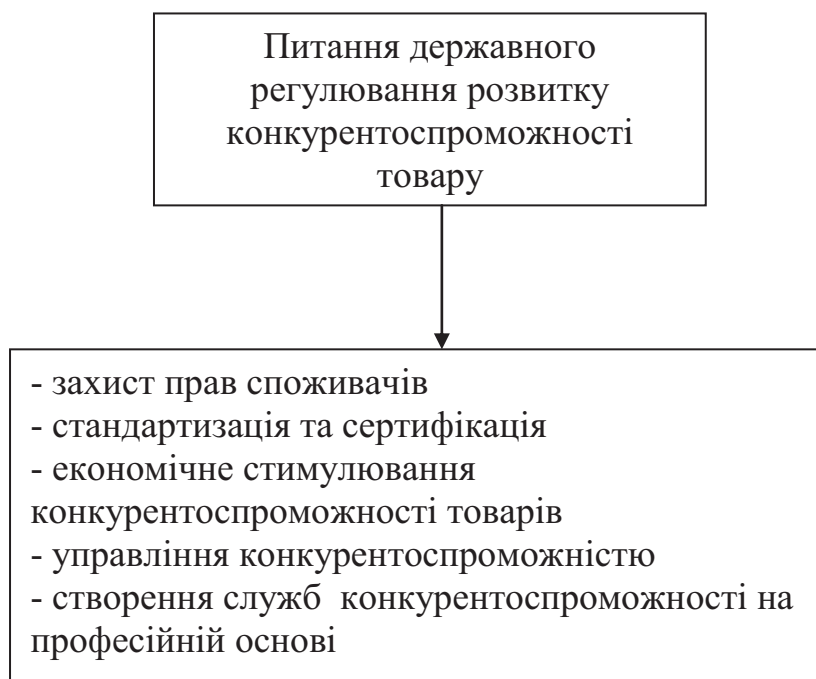 Питання державного
регулювання розвитку
конкурентоспроможності
товару
- захист прав споживачів
- стандартизація та сертифікація
- економічне стимулювання
конкурентоспроможності товарів
- управління конкурентоспроможністю
- створення служб  конкурентоспроможності на
професійній основі